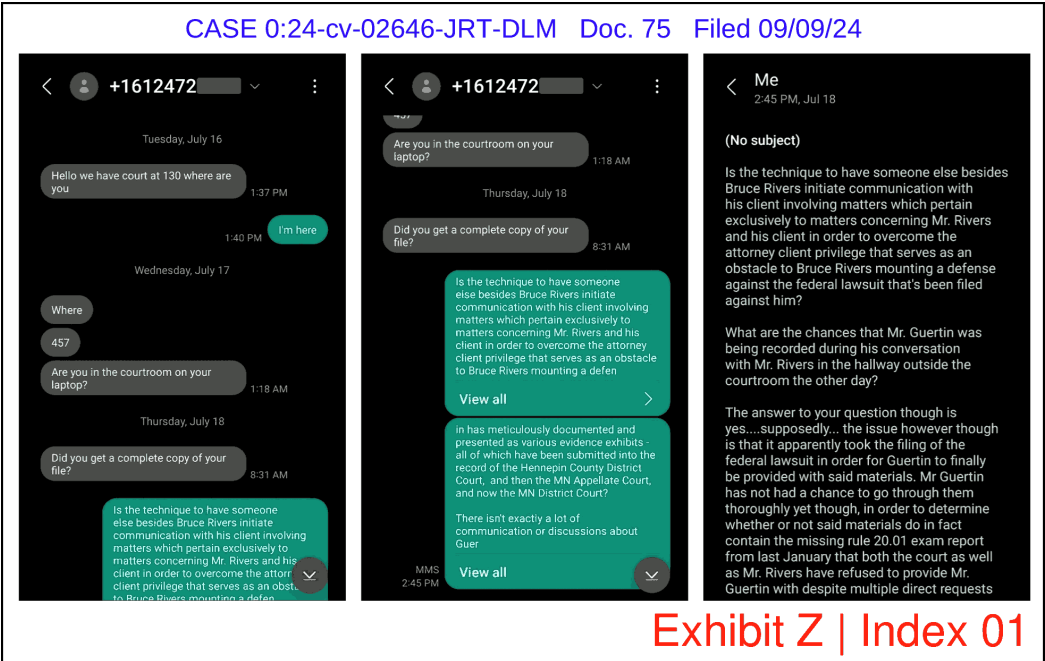 CASE 0:24-cv-02646-JRT-DLM Doc. 75 Filed 09/09/24
+1612472
Tuesday, July 16
Hello we have court at 130 where are
you
1:37 PM
I'm here
1:40 PM
Wednesday, July 17
Where
457
Are you in the courtroom on your
laptop?
1:18 AM
Thursday, July 18
Did you get a complete copy of your
file?
8:31 AM
Is the technique to have someone
else besides Bruce Rivers initiate
communication with his client involving
matters which pertain exclusively to
matters concerning Mr. Rivers and his
client in order to overcome the attor
client privilege that serves as an obst
to Bruce Rivers mounting a defen
+1612472
457
Are you in the courtroom on your
laptop?
1:18 AM
Thursday, July 18
Did you get a complete copy of your
file?
8:31 AM
Is the technique to have someone
else besides Bruce Rivers initiate
communication with his client involving
matters which pertain exclusively to
matters concerning Mr. Rivers and his
client in order to overcome the attorney
client privilege that serves as an obstacle
to Bruce Rivers mounting a defen
View all
in has meticulously documented and
presented as various evidence exhibits -
all of which have been submitted into the
record of the Hennepin County District
Court, and then the MN Appellate Court,
and now the MN District Court?
There isn't exactly a lot of
communication or discussions about
Guer
View all
MMS
2:45 PM
Me
2:45 PM, Jul 18
(No subject)
Is the technique to have someone else besides
Bruce Rivers initiate communication with
his client involving matters which pertain
exclusively to matters concerning Mr. Rivers
and his client in order to overcome the
attorney client privilege that serves as an
obstacle to Bruce Rivers mounting a defense
against the federal lawsuit that's been filed
against him?
What are the chances that Mr. Guertin was
being recorded during his conversation
with Mr. Rivers in the hallway outside the
courtroom the other day?
The answer to your question though is
yes....supposedly... the issue however though
is that it apparently took the filing of the
federal lawsuit in order for Guertin to finally
be provided with said materials. Mr Guertin
has not had a chance to go through them
thoroughly yet though, in order to determine
whether or not said materials do in fact
contain the missing rule 20.01 exam report
from last January that both the court as well
as Mr. Rivers have refused to provide Mr.
Guertin with despite multiple direct requests
Exhibit Z | Index 01